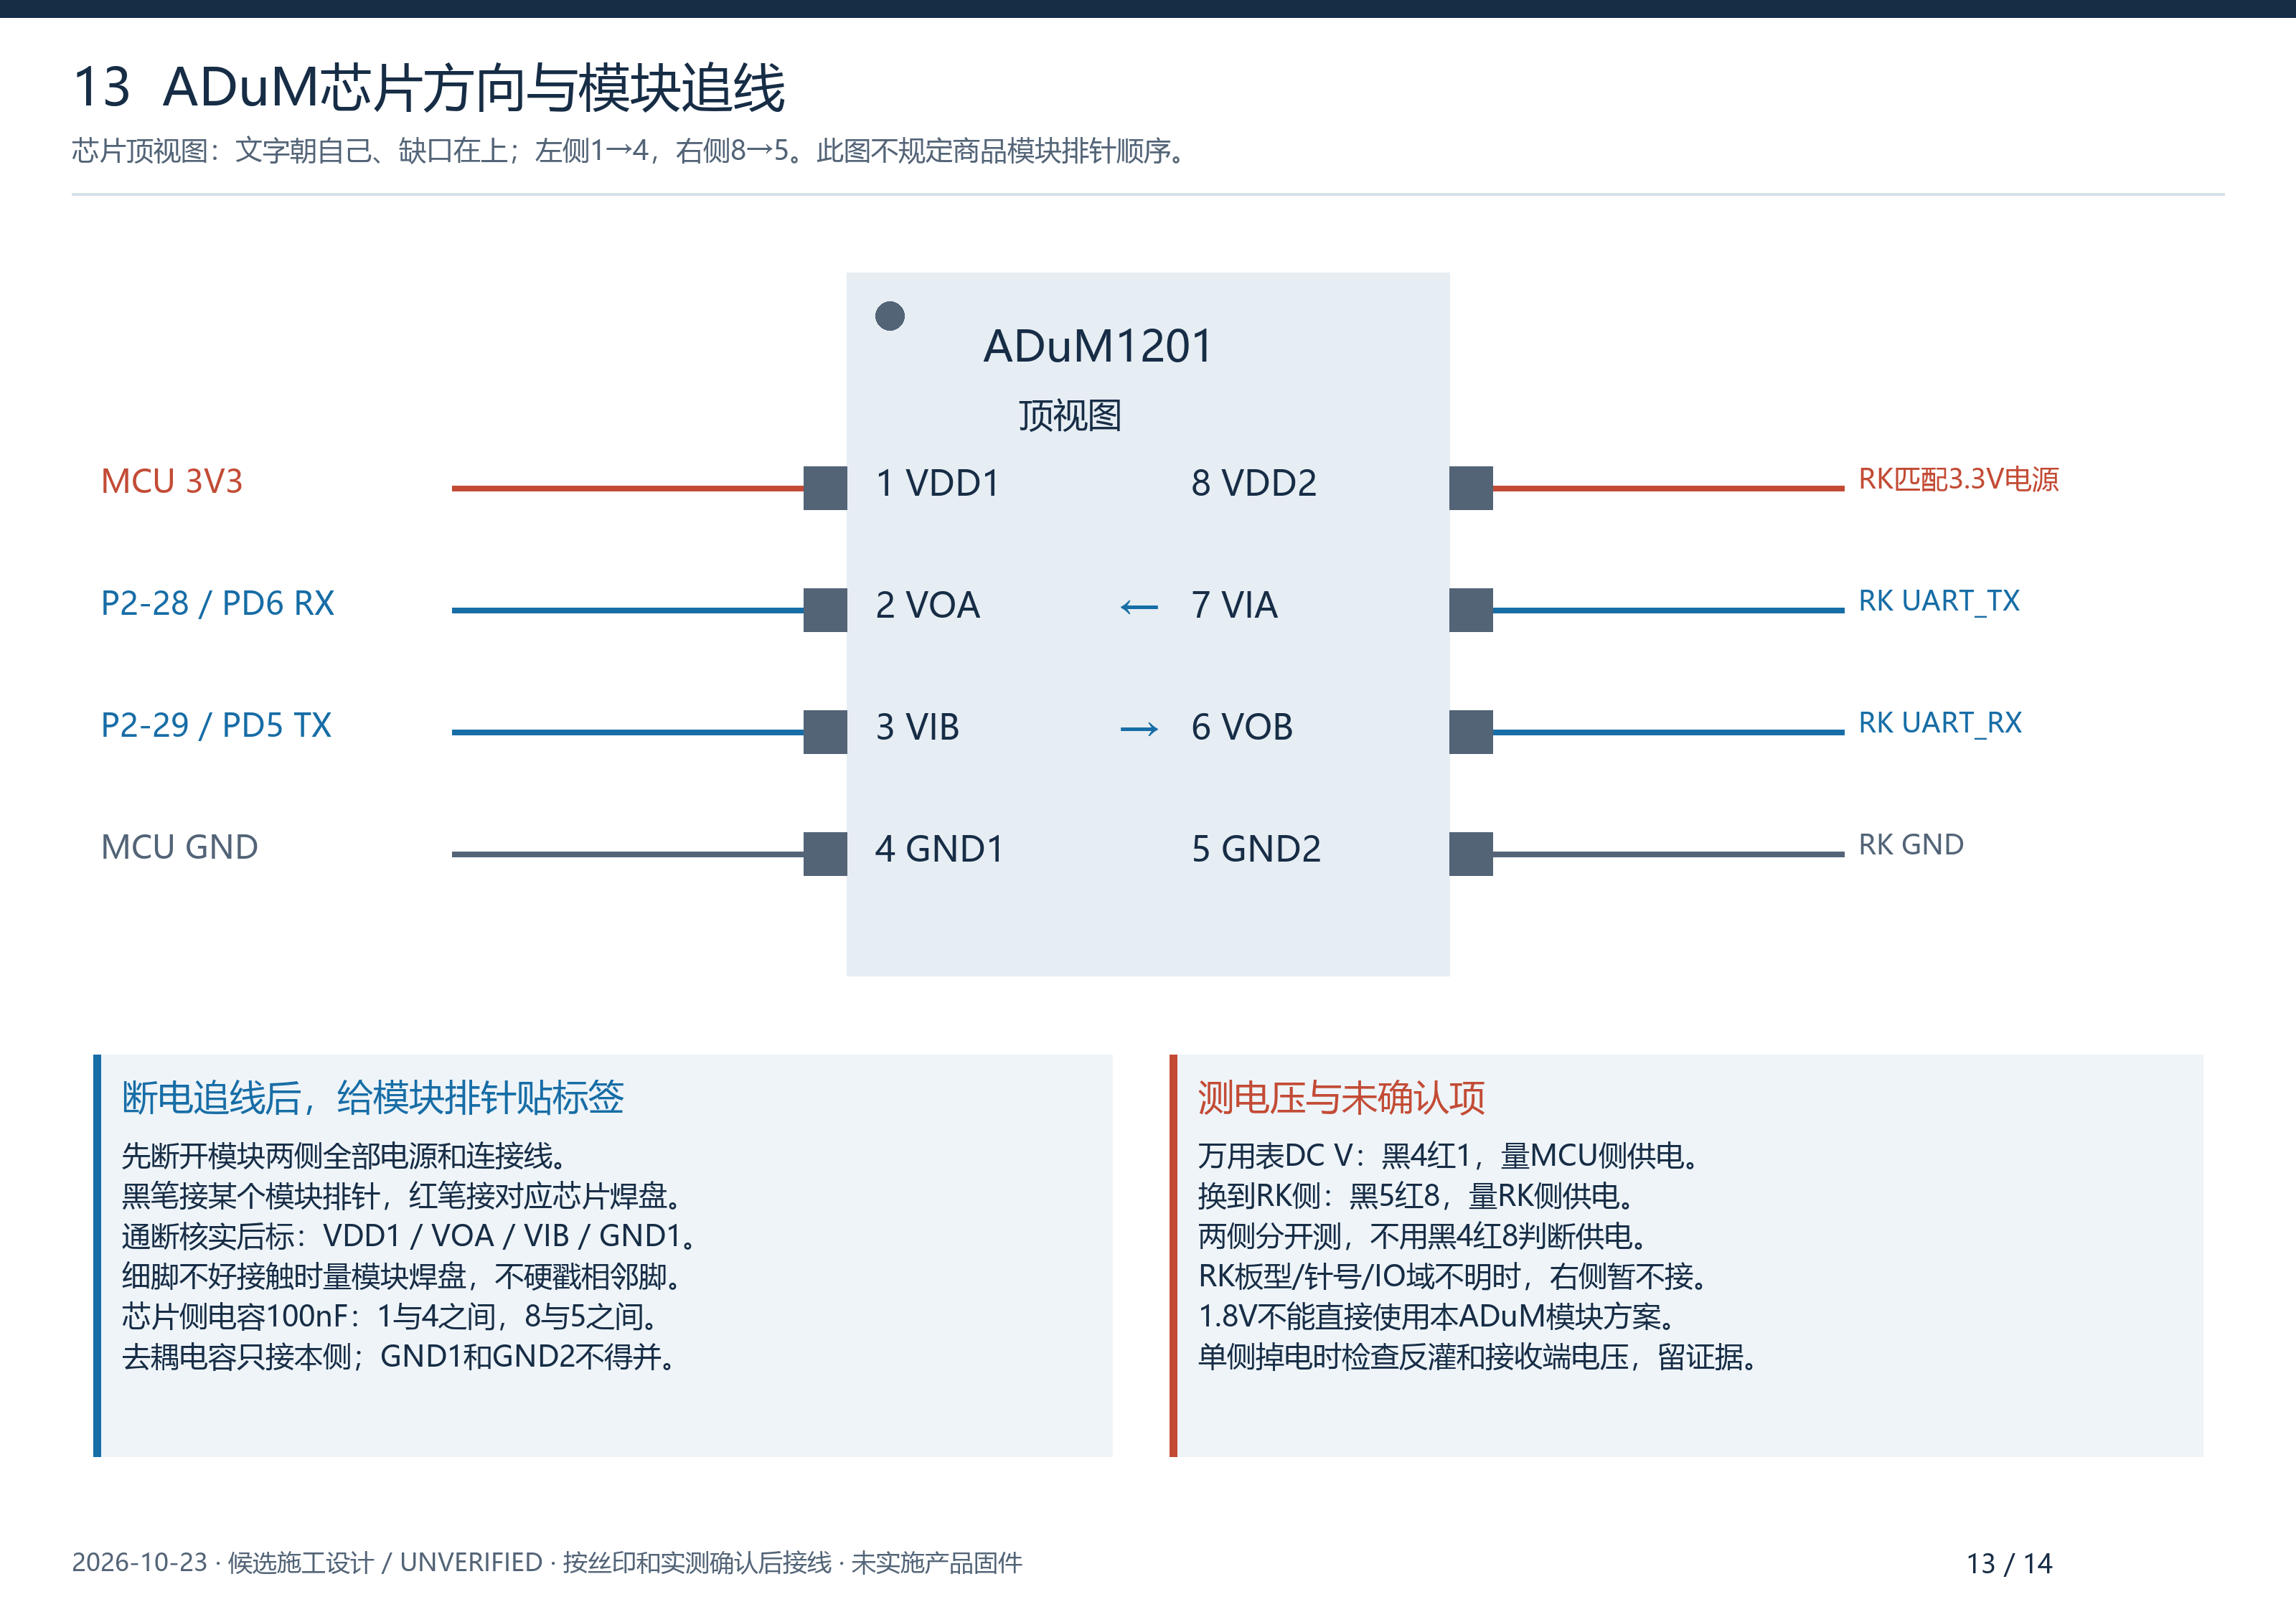 13 ADuM芯片方向与模块追线
芯片顶视图：文字朝自己、缺口在上；左侧1→4，右侧8→5。此图不规定商品模块排针顺序。
ADuM1201
顶视图
MCU 3V3
1 VDD1
8 VDD2
RK匹配3.3V电源
P2-28 / PD6 RX
2 VOA
←
7 VIA
RK UART_TX
P2-29 / PD5 TX
3 VIB
→
6 VOB
RK UART_RX
MCU GND
4 GND1
5 GND2
RK GND
断电追线后，给模块排针贴标签
先断开模块两侧全部电源和连接线。
黑笔接某个模块排针，红笔接对应芯片焊盘。
通断核实后标：VDD1 / VOA / VIB / GND1。
细脚不好接触时量模块焊盘，不硬戳相邻脚。
芯片侧电容100nF：1与4之间，8与5之间。
去耦电容只接本侧；GND1和GND2不得并。
测电压与未确认项
万用表DC V：黑4红1，量MCU侧供电。
换到RK侧：黑5红8，量RK侧供电。
两侧分开测，不用黑4红8判断供电。
RK板型/针号/IO域不明时，右侧暂不接。
1.8V不能直接使用本ADuM模块方案。
单侧掉电时检查反灌和接收端电压，留证据。
2026-10-23 · 候选施工设计 / UNVERIFIED · 按丝印和实测确认后接线 · 未实施产品固件
13 / 14